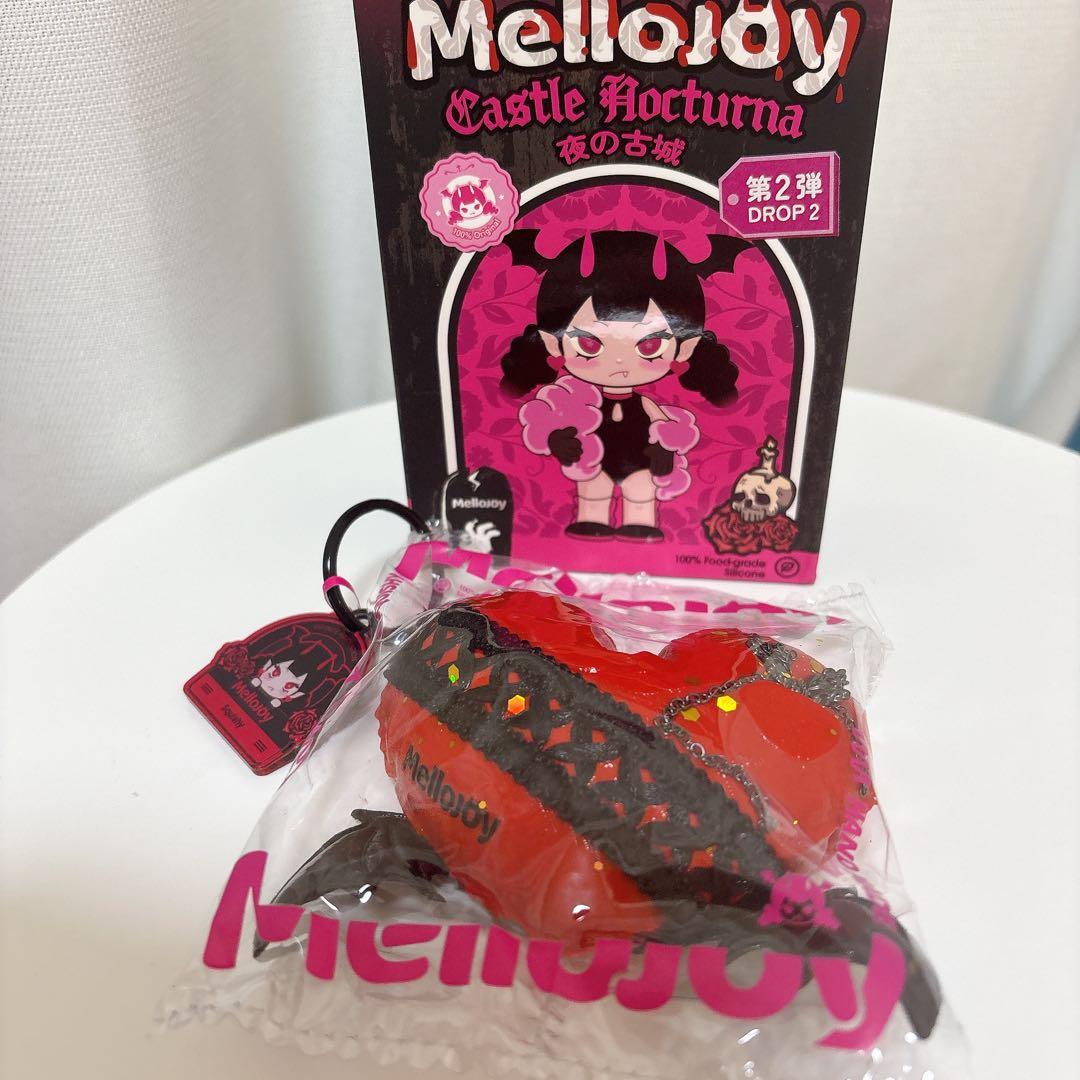 MelloJoy
Castle Nocturna
夜の古城
第2弾
DROP 2
100% Original
MelloJoy
100% Food-grade
Silicone
MelloJoy
Squishy
MelloJoy
MelloJoy